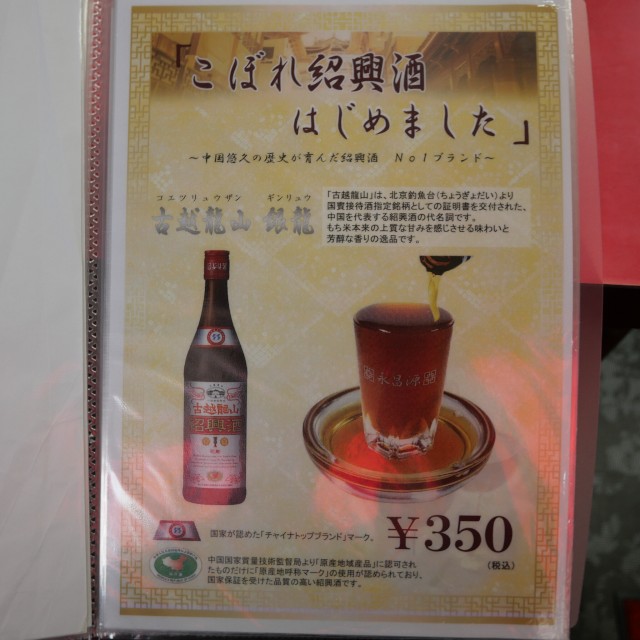 「こぼれ紹興酒
はじめました」
～中国悠久の歴史が育んだ紹興酒 No1ブランド～
コエツリュウザン ギンリュウ
古越龍山 銀龍
「古越龍山」は、北京釣魚台(ちょうぎょだい)より
国賓接待酒指定銘柄としての証明書を交付された、
中国を代表する紹興酒の代名詞です。
もち米本来の上質な甘みを感じさせる味わいと
芳醇な香りの逸品です。
古越龍山
紹興酒
永昌源
国家が認めた「チャイナトップブランド」マーク。
￥350
(税込)
中国国家質量技術監督局より「原産地域産品」に認可され
たものだけに「原産地呼称マーク」の使用が認められており、
国家保証を受けた品質の高い紹興酒です。